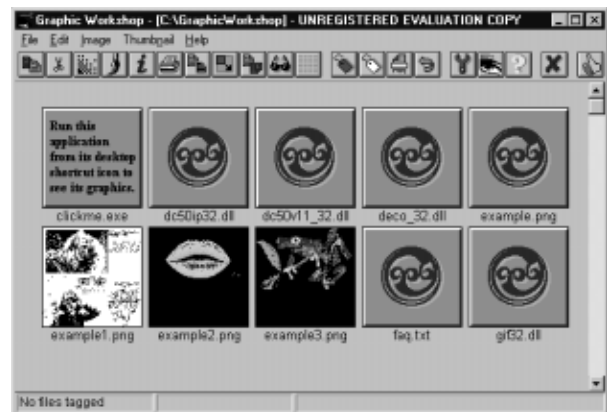 Graphic Workshop - [C:\GraphicWorkshop] - UNREGISTERED EVALUATION COPY
File Edit Image Thumbnail Help
Run this
application
from its desktop
shortcut icon to
see its graphics.
clickme.exe dc50ip32.dll dc50v11_32.dll deco_32.dll example.png
example1.png example2.png example3.png faq.txt gif32.dll
No files tagged